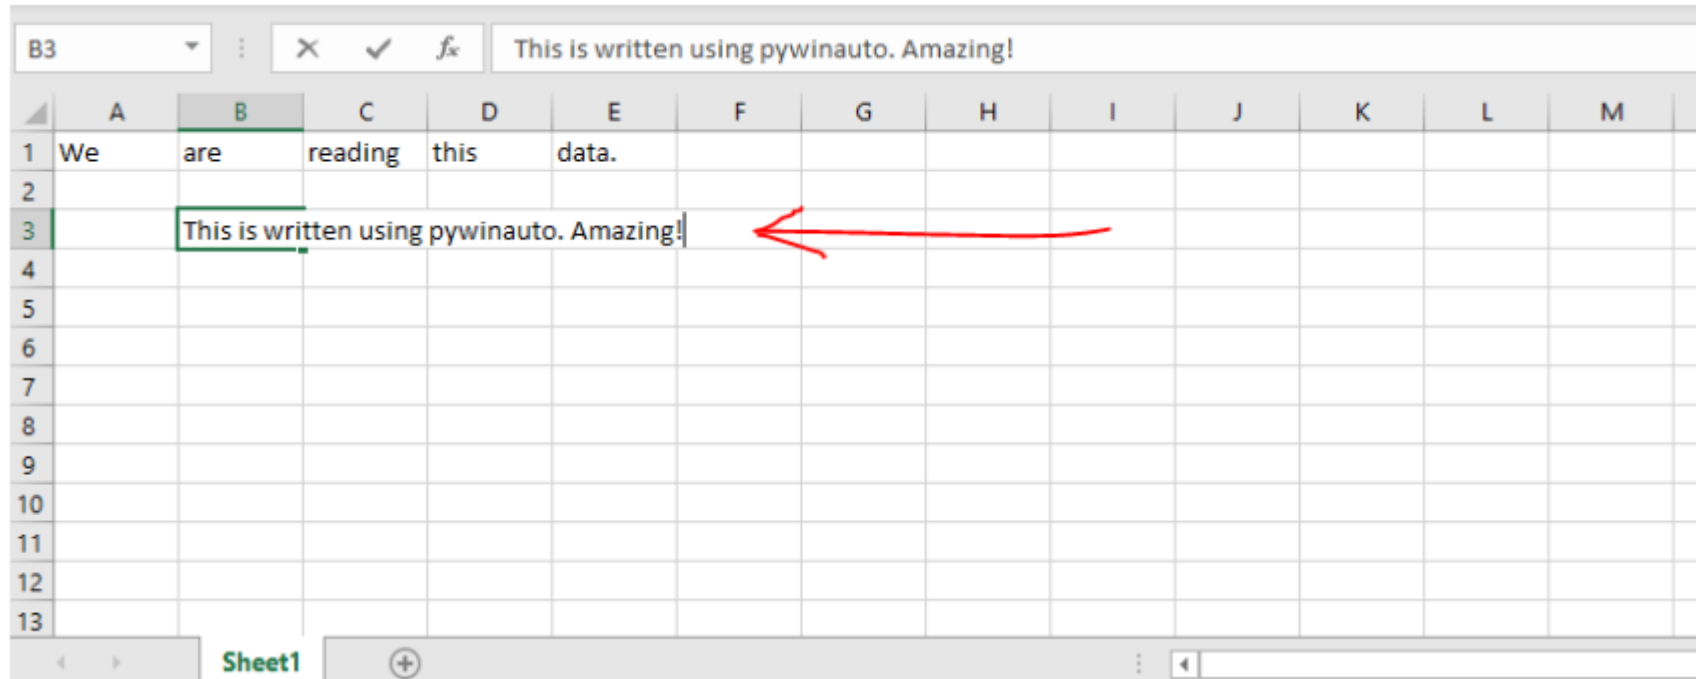 B3 fx This is written using pywinauto. Amazing!
A B C D E F G H I J K L M
1 We are reading this data.
2
3 This is written using pywinauto. Amazing!
4
5
6
7
8
9
10
11
12
13
Sheet1